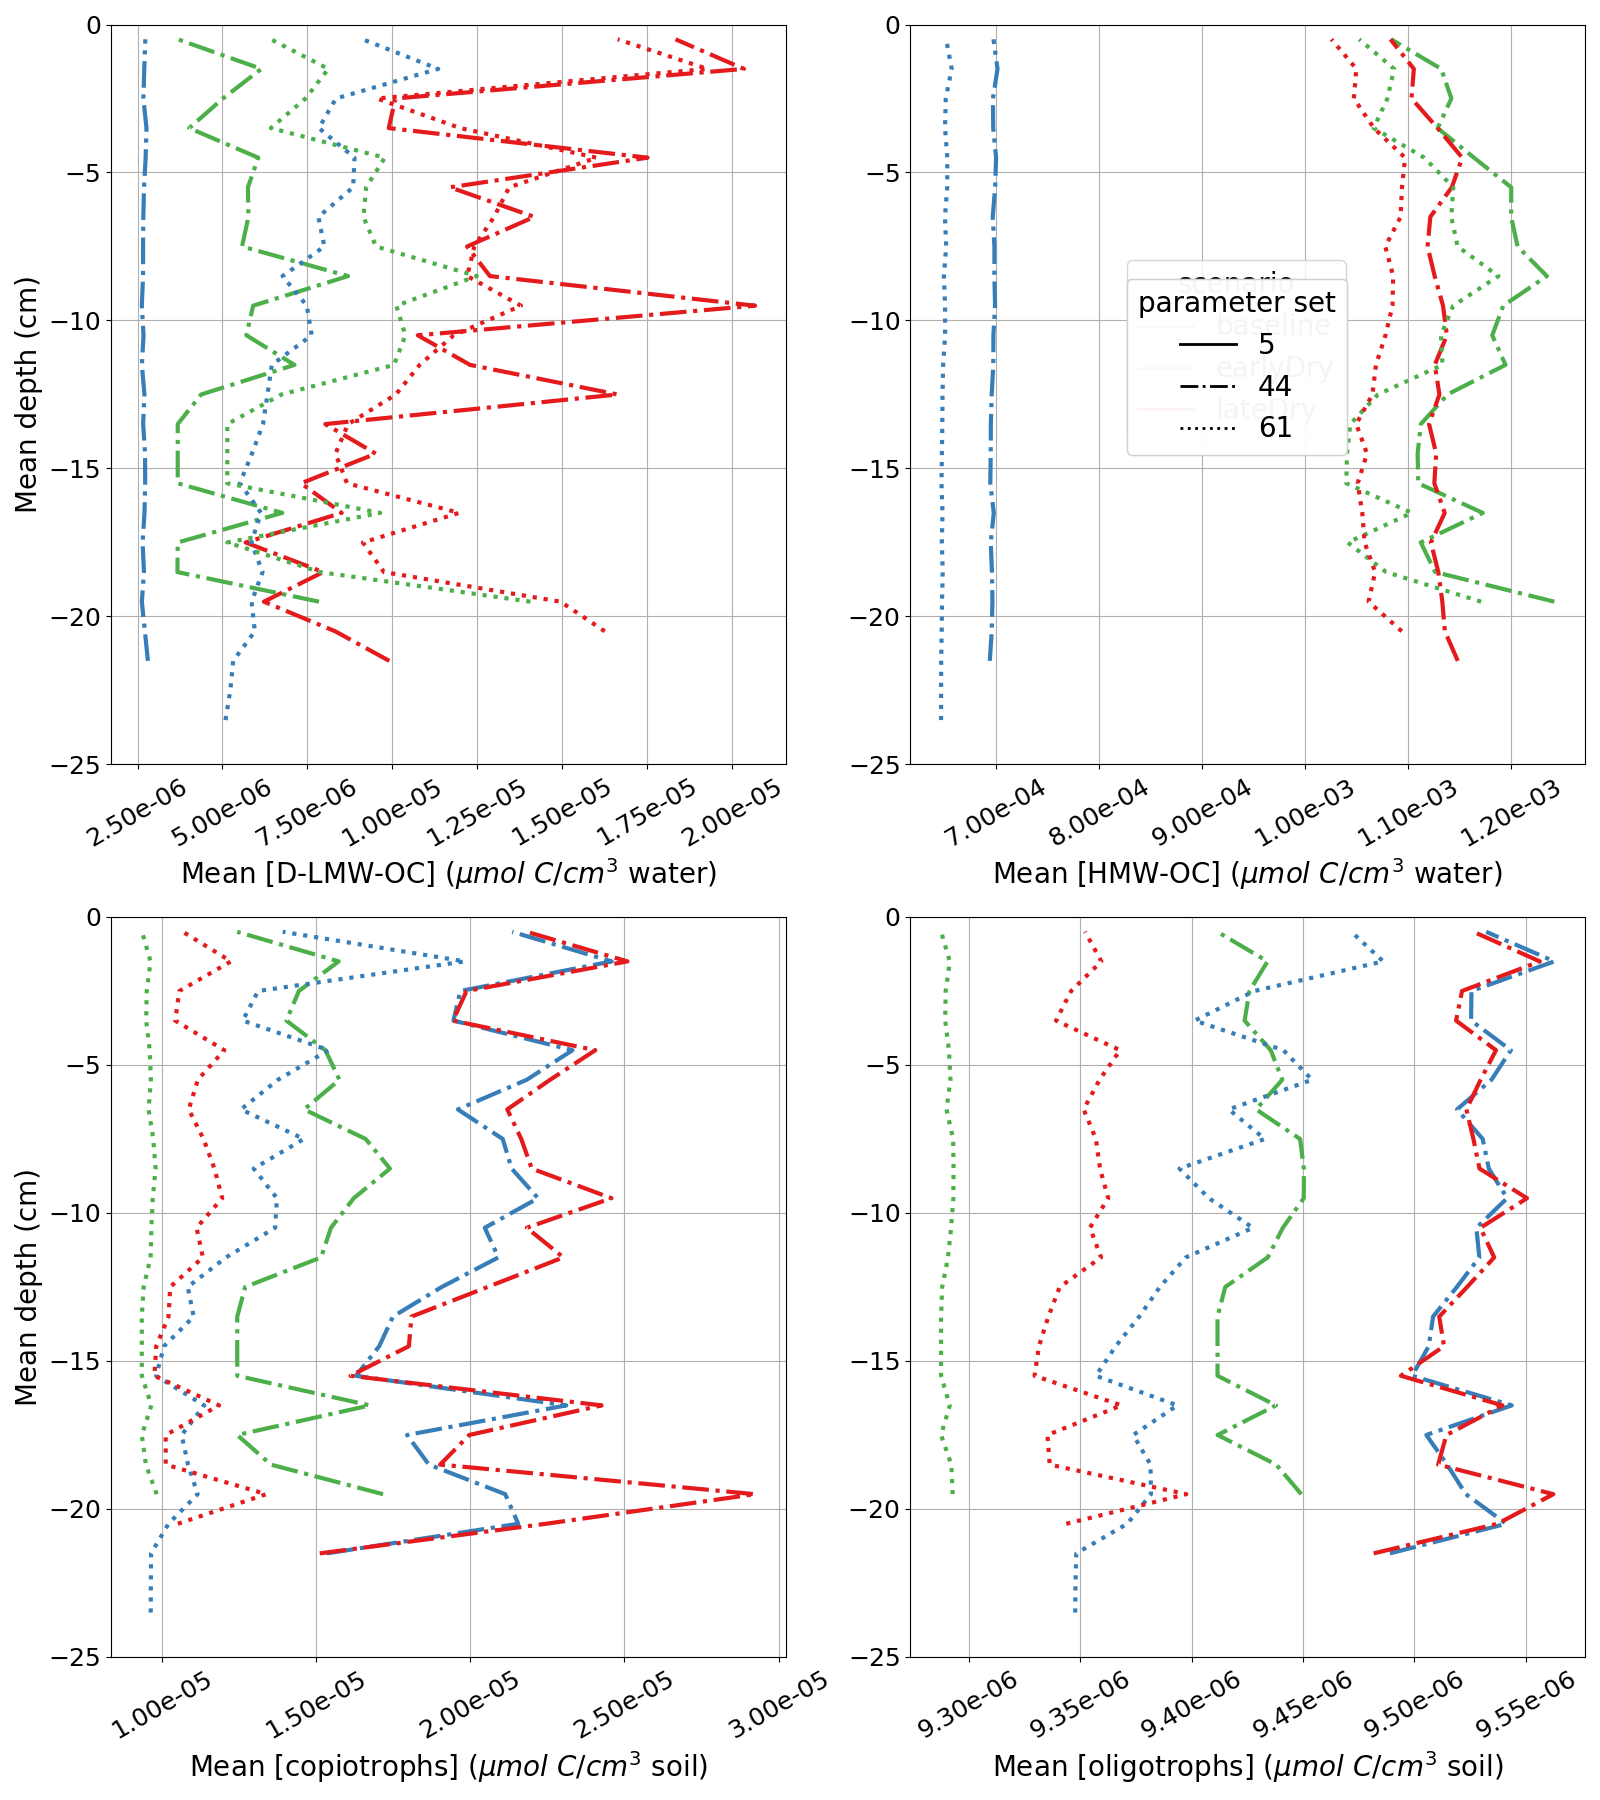 0
−5
−10
−15
−20
−25
Mean depth (cm)
2.50e-06
5.00e-06
7.50e-06
1.00e-05
1.25e-05
1.50e-05
1.75e-05
2.00e-05
Mean [D-LMW-OC] (μmol C/cm³ water)
0
−5
−10
−15
−20
−25
scenario
baseline
earlyDry
lateDry
parameter set
5
44
61
7.00e-04
8.00e-04
9.00e-04
1.00e-03
1.10e-03
1.20e-03
Mean [HMW-OC] (μmol C/cm³ water)
0
−5
−10
−15
−20
−25
Mean depth (cm)
1.00e-05
1.50e-05
2.00e-05
2.50e-05
3.00e-05
Mean [copiotrophs] (μmol C/cm³ soil)
0
−5
−10
−15
−20
−25
9.30e-06
9.35e-06
9.40e-06
9.45e-06
9.50e-06
9.55e-06
Mean [oligotrophs] (μmol C/cm³ soil)